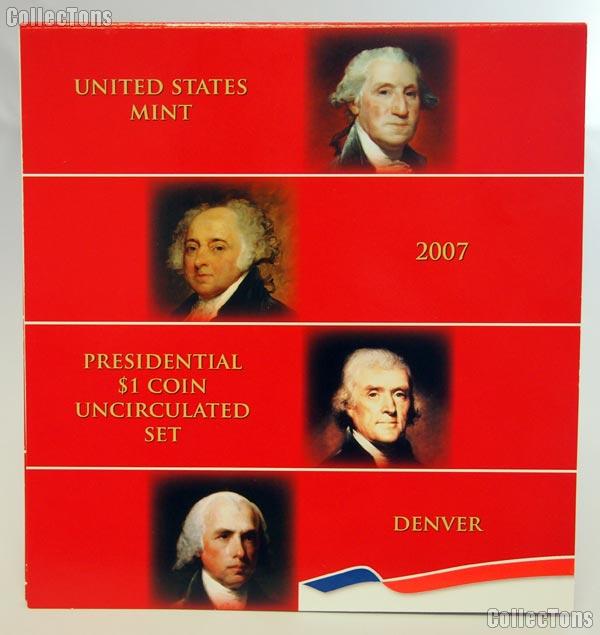 CollecTons
UNITED STATES
MINT
2007
PRESIDENTIAL
$1 COIN
UNCIRCULATED
SET
DENVER
CollecTons